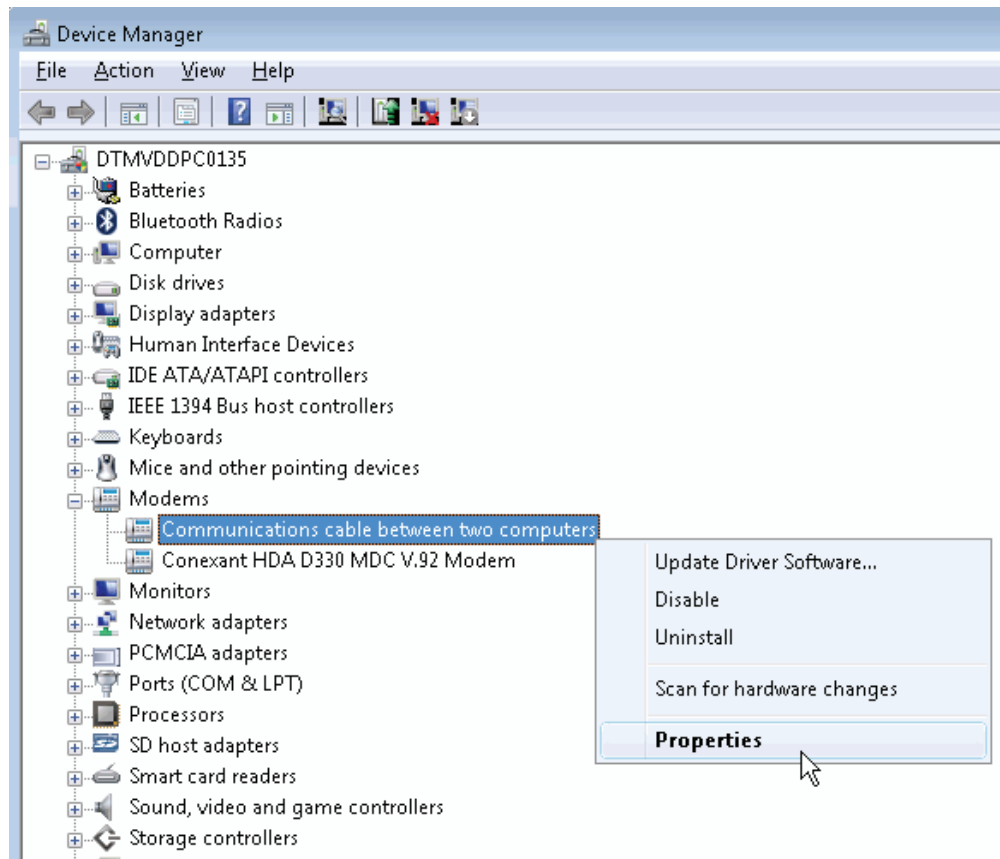 Device Manager
File Action View Help
DTMVDDPC0135
Batteries
Bluetooth Radios
Computer
Disk drives
Display adapters
Human Interface Devices
IDE ATA/ATAPI controllers
IEEE 1394 Bus host controllers
Keyboards
Mice and other pointing devices
Modems
Communications cable between two computers
Conexant HDA D330 MDC V.92 Modem
Monitors
Network adapters
PCMCIA adapters
Ports (COM & LPT)
Processors
SD host adapters
Smart card readers
Sound, video and game controllers
Storage controllers
Update Driver Software...
Disable
Uninstall
Scan for hardware changes
Properties